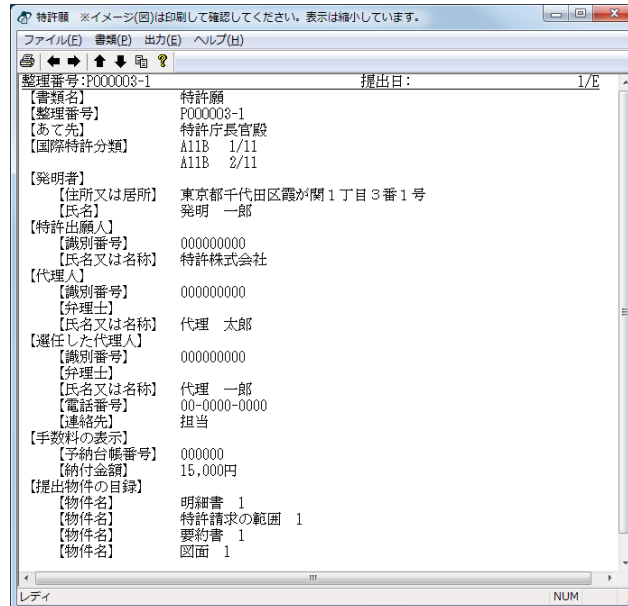 特許願　※イメージ(図)は印刷して確認してください。表示は縮小しています。
ファイル(F)　書類(P)　出力(E)　ヘルプ(H)
整理番号:P000003-1　提出日:　1/E
【書類名】　特許願
【整理番号】　P000003-1
【あて先】　特許庁長官殿
【国際特許分類】　A11B　1/11
A11B　2/11
【発明者】
【住所又は居所】　東京都千代田区霞が関１丁目３番１号
【氏名】　発明　一郎
【特許出願人】
【識別番号】　000000000
【氏名又は名称】　特許株式会社
【代理人】
【識別番号】　000000000
【弁理士】
【氏名又は名称】　代理　太郎
【選任した代理人】
【識別番号】　000000000
【弁理士】
【氏名又は名称】　代理　一郎
【電話番号】　00-0000-0000
【連絡先】　担当
【手数料の表示】
【予納台帳番号】　000000
【納付金額】　15,000円
【提出物件の目録】
【物件名】　明細書　1
【物件名】　特許請求の範囲　1
【物件名】　要約書　1
【物件名】　図面　1
レディ　NUM